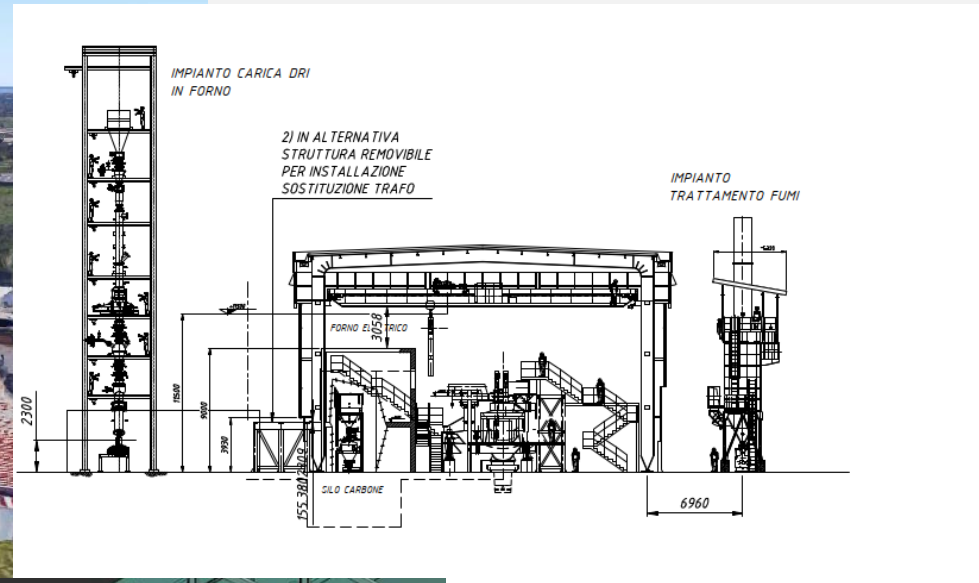 IMPIANTO CARICA DRI
IN FORNO
2) IN ALTERNATIVA
STRUTTURA REMOVIBILE
PER INSTALLAZIONE
SOSTITUZIONE TRAFO
IMPIANTO
TRATTAMENTO FUMI
FORNO ELETTRICO
3058
11500
9000
3930
2300
SILO CARBONE
6960